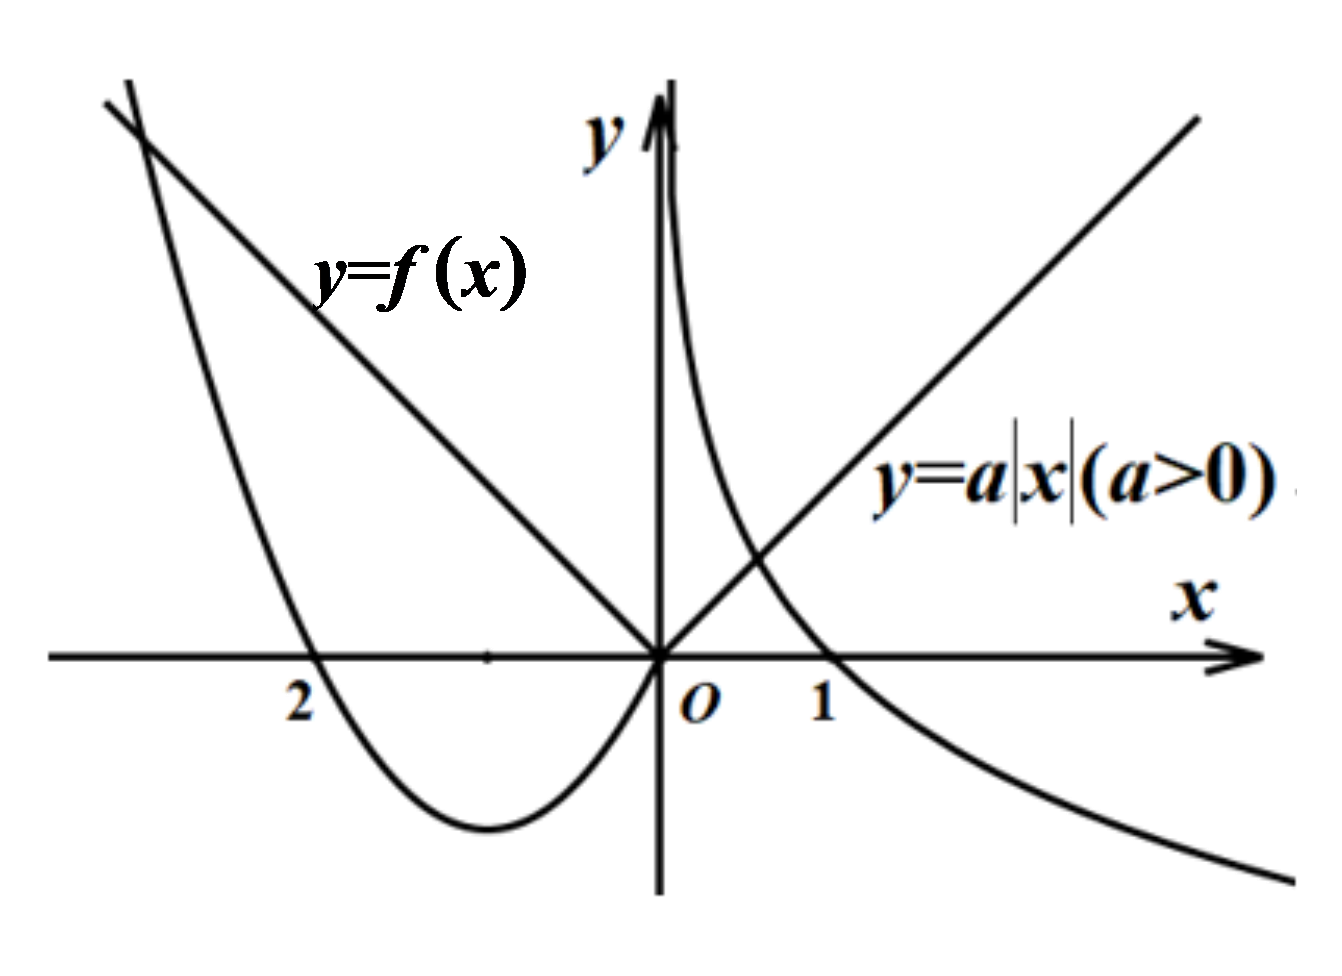 y
y=f(x)
y=a|x|(a>0)
x
2
O
1